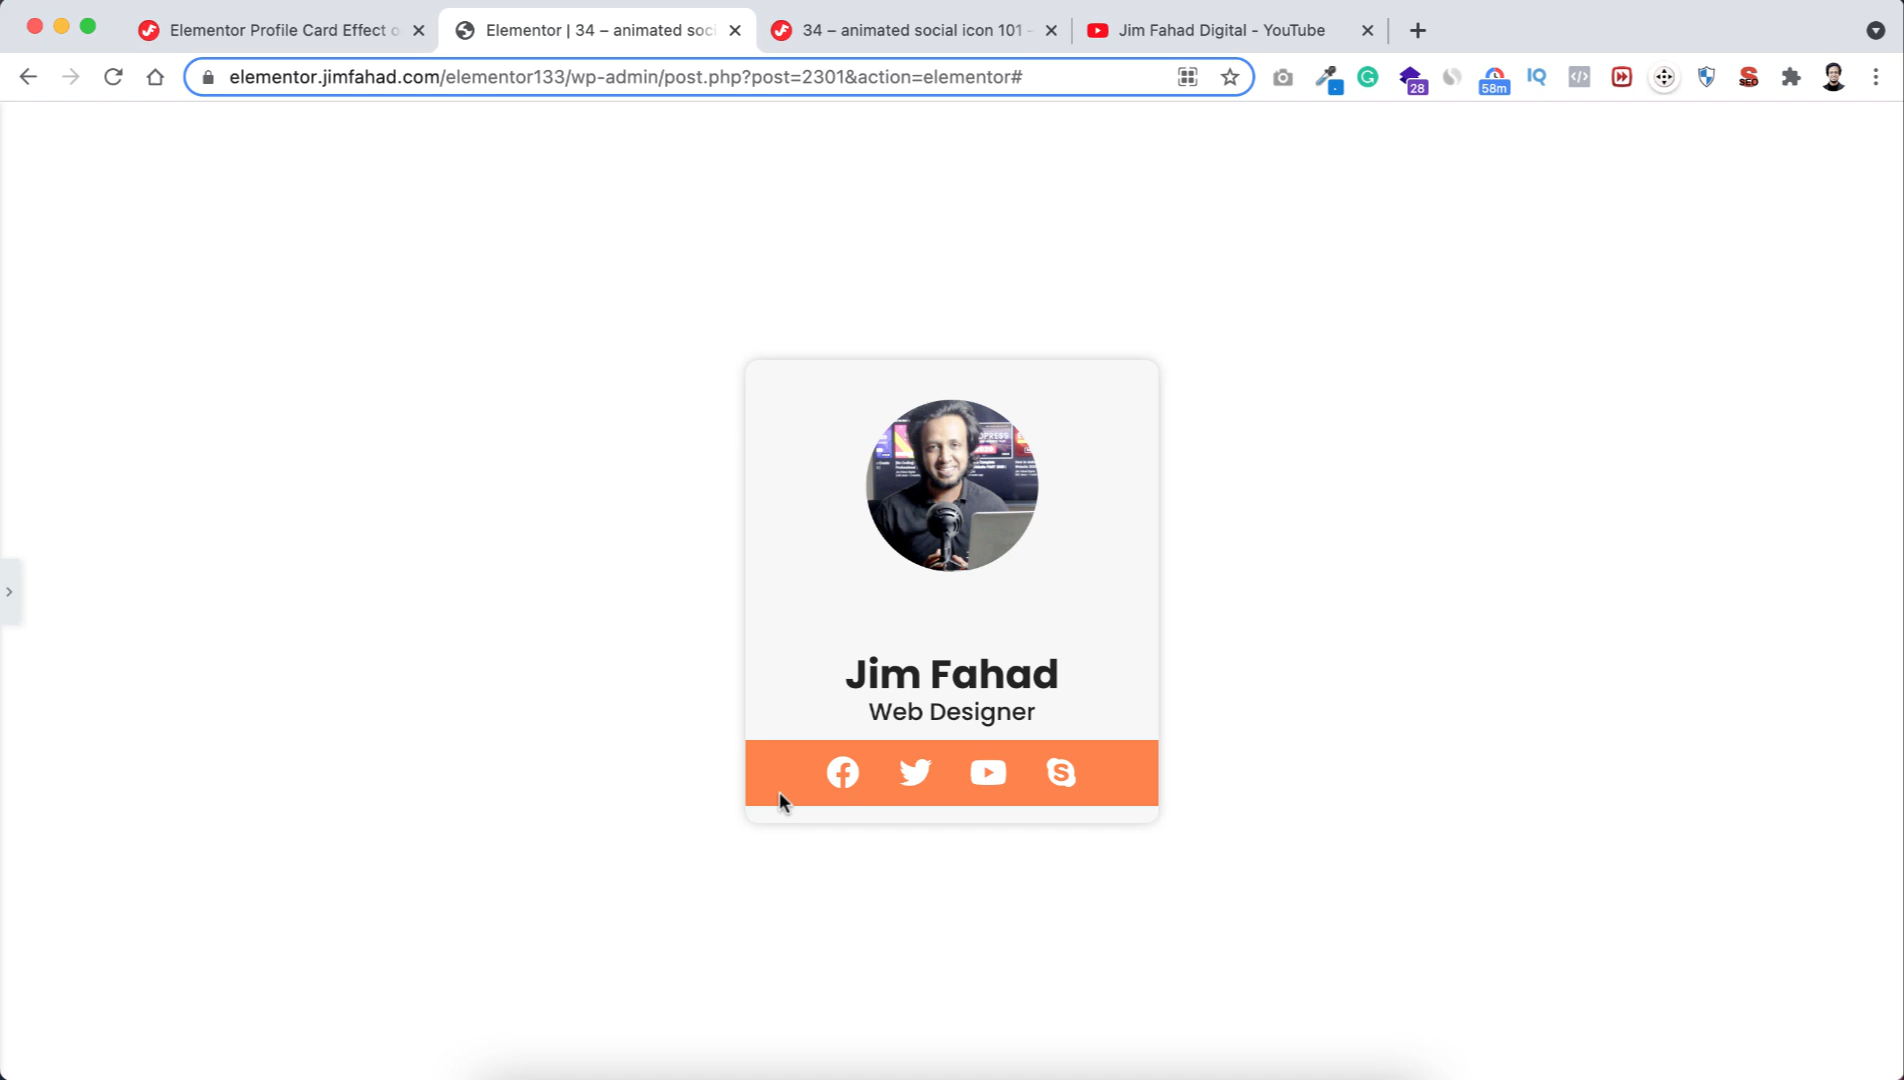 Elementor Profile Card Effect o
Elementor | 34 – animated soci
34 – animated social icon 101 -
Jim Fahad Digital - YouTube
elementor.jimfahad.com/elementor133/wp-admin/post.php?post=2301&action=elementor#
28
58m
IQ
SEO
Jim Fahad
Web Designer